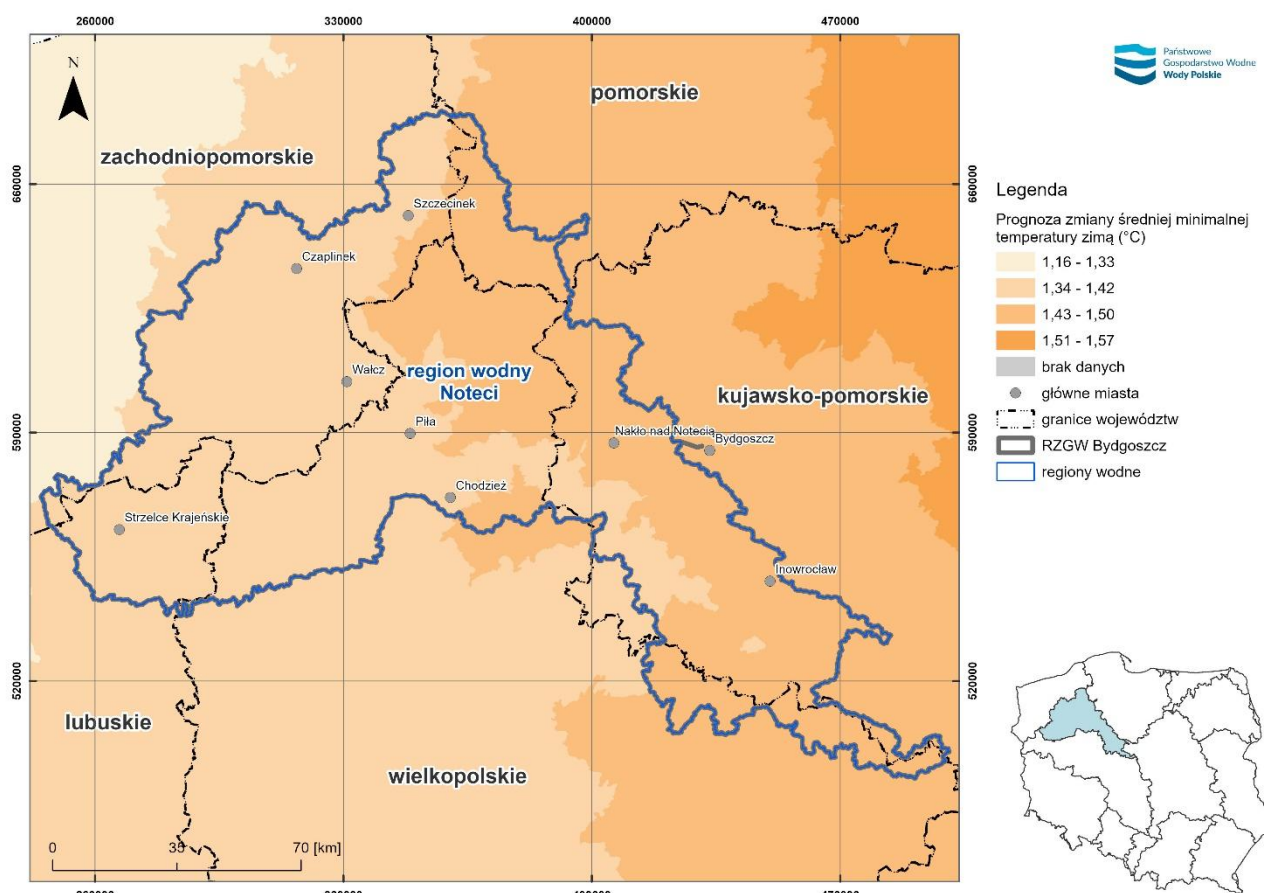 260000
330000
400000
470000
N
pomorskie
zachodniopomorskie
660000
660000
Szczecinek
Czaplinek
Wałcz
region wodny
Noteci
kujawsko-pomorskie
Piła
Nakło nad Notecią
Bydgoszcz
590000
590000
Chodzież
Strzelce Krajeńskie
Inowrocław
520000
520000
lubuskie
wielkopolskie
0
35
70 [km]
Państwowe
Gospodarstwo Wodne
Wody Polskie
Legenda
Prognoza zmiany średniej minimalnej
temperatury zimą (°C)
1,16 - 1,33
1,34 - 1,42
1,43 - 1,50
1,51 - 1,57
brak danych
główne miasta
granice województw
RZGW Bydgoszcz
regiony wodne